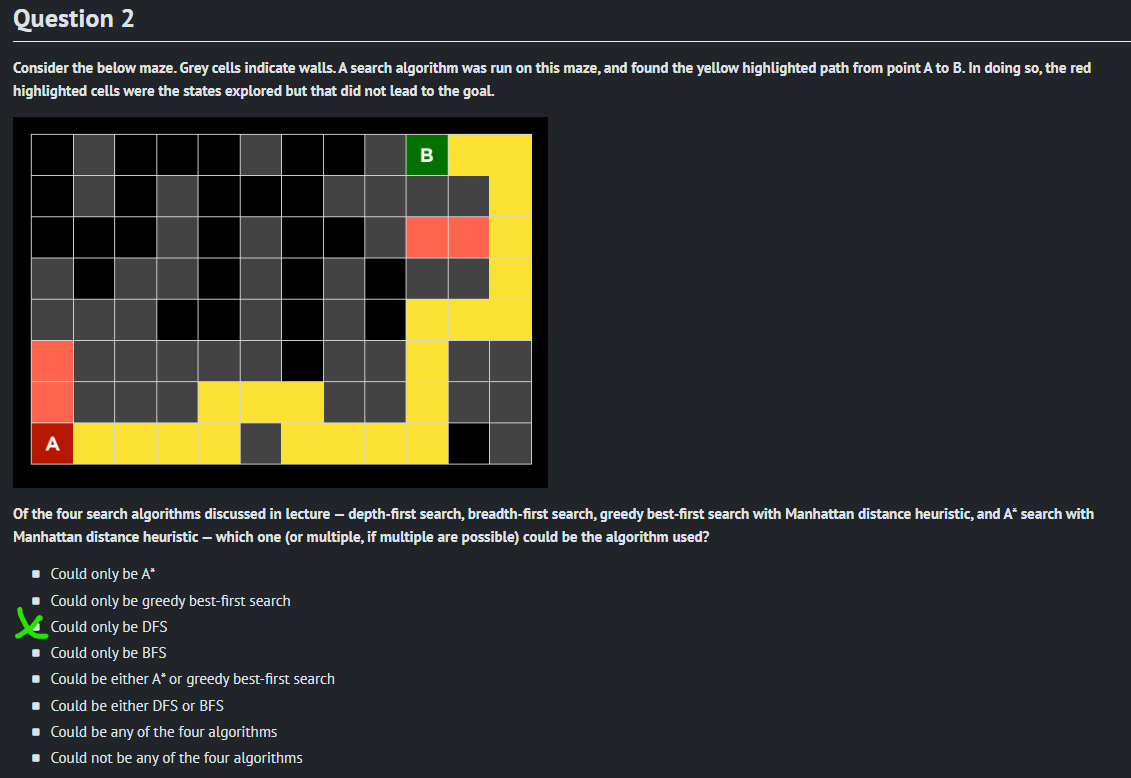 Question 2
Consider the below maze. Grey cells indicate walls. A search algorithm was run on this maze, and found the yellow highlighted path from point A to B. In doing so, the red
highlighted cells were the states explored but that did not lead to the goal.
B
A
Of the four search algorithms discussed in lecture — depth-first search, breadth-first search, greedy best-first search with Manhattan distance heuristic, and A* search with
Manhattan distance heuristic — which one (or multiple, if multiple are possible) could be the algorithm used?
Could only be A*
Could only be greedy best-first search
Could only be DFS
Could only be BFS
Could be either A* or greedy best-first search
Could be either DFS or BFS
Could be any of the four algorithms
Could not be any of the four algorithms